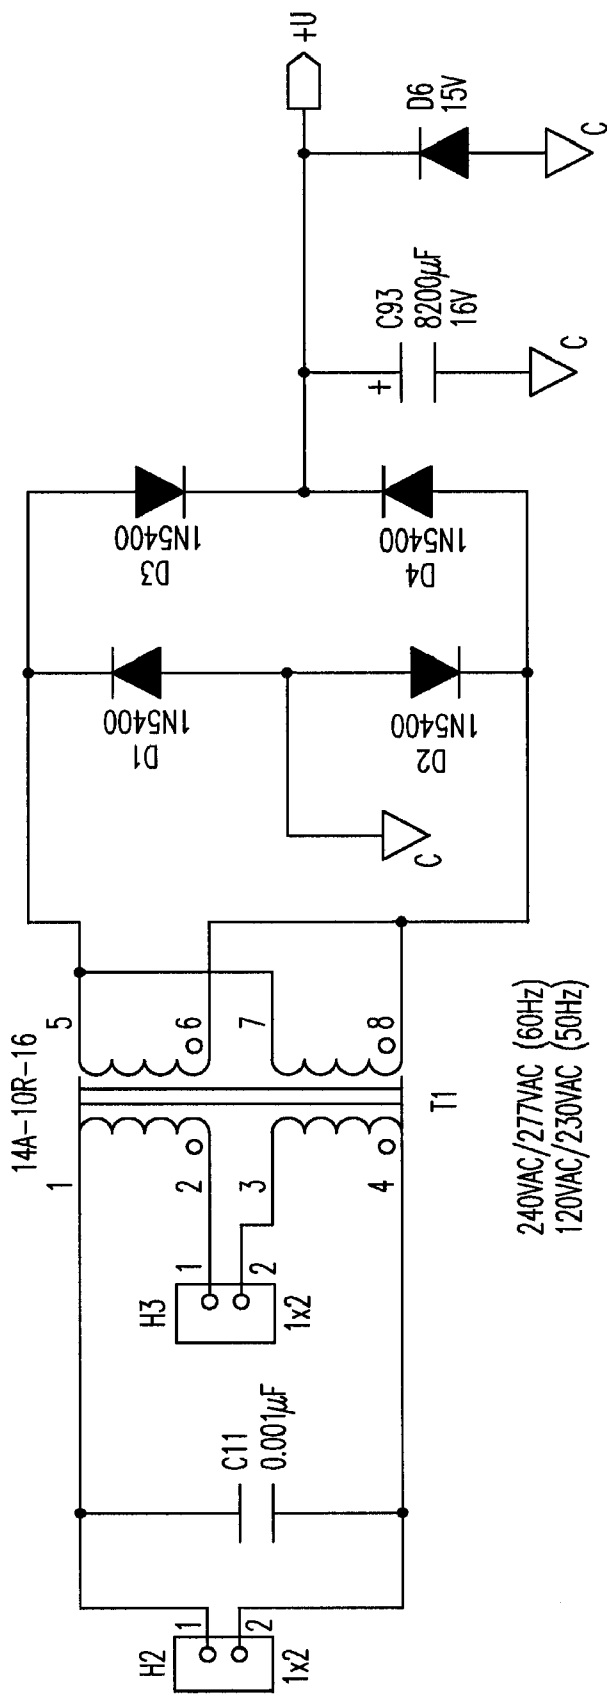 H2
1
2
1x2
C11
0.001µF
H3
1
2
1x2
14A-10R-16
1
2
3
4
5
6
7
8
T1
240VAC/277VAC (60Hz)
120VAC/230VAC (50Hz)
C
D1
1N5400
D2
1N5400
D3
1N5400
D4
1N5400
+
C93
8200µF
16V
C
D6
15V
C
+U